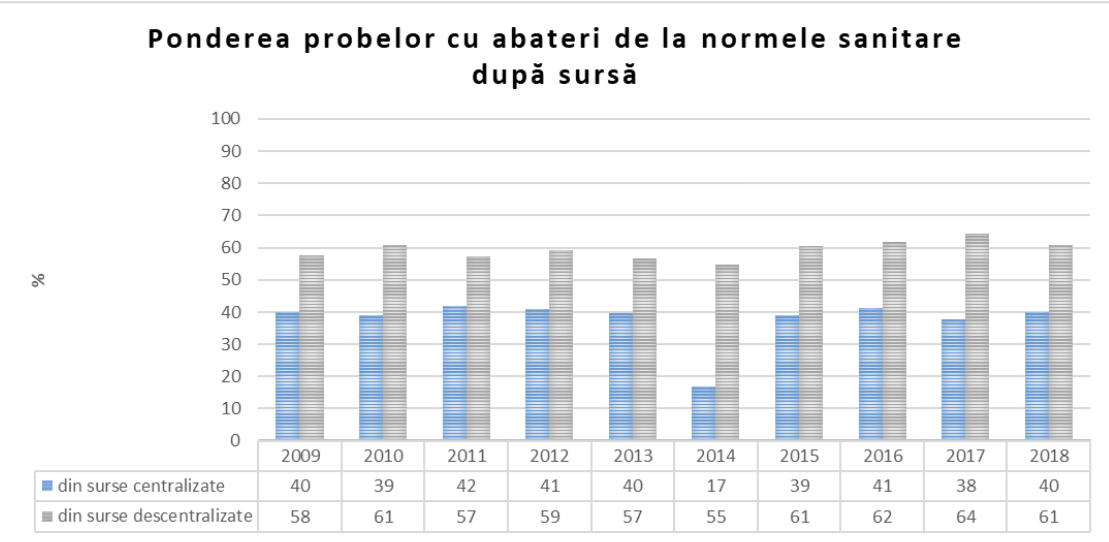 Ponderea probelor cu abateri de la normele sanitare
după sursă
100
90
80
70
60
50
40
30
20
10
0
%
2009 2010 2011 2012 2013 2014 2015 2016 2017 2018
din surse centralizate 40 39 42 41 40 17 39 41 38 40
din surse descentralizate 58 61 57 59 57 55 61 62 64 61